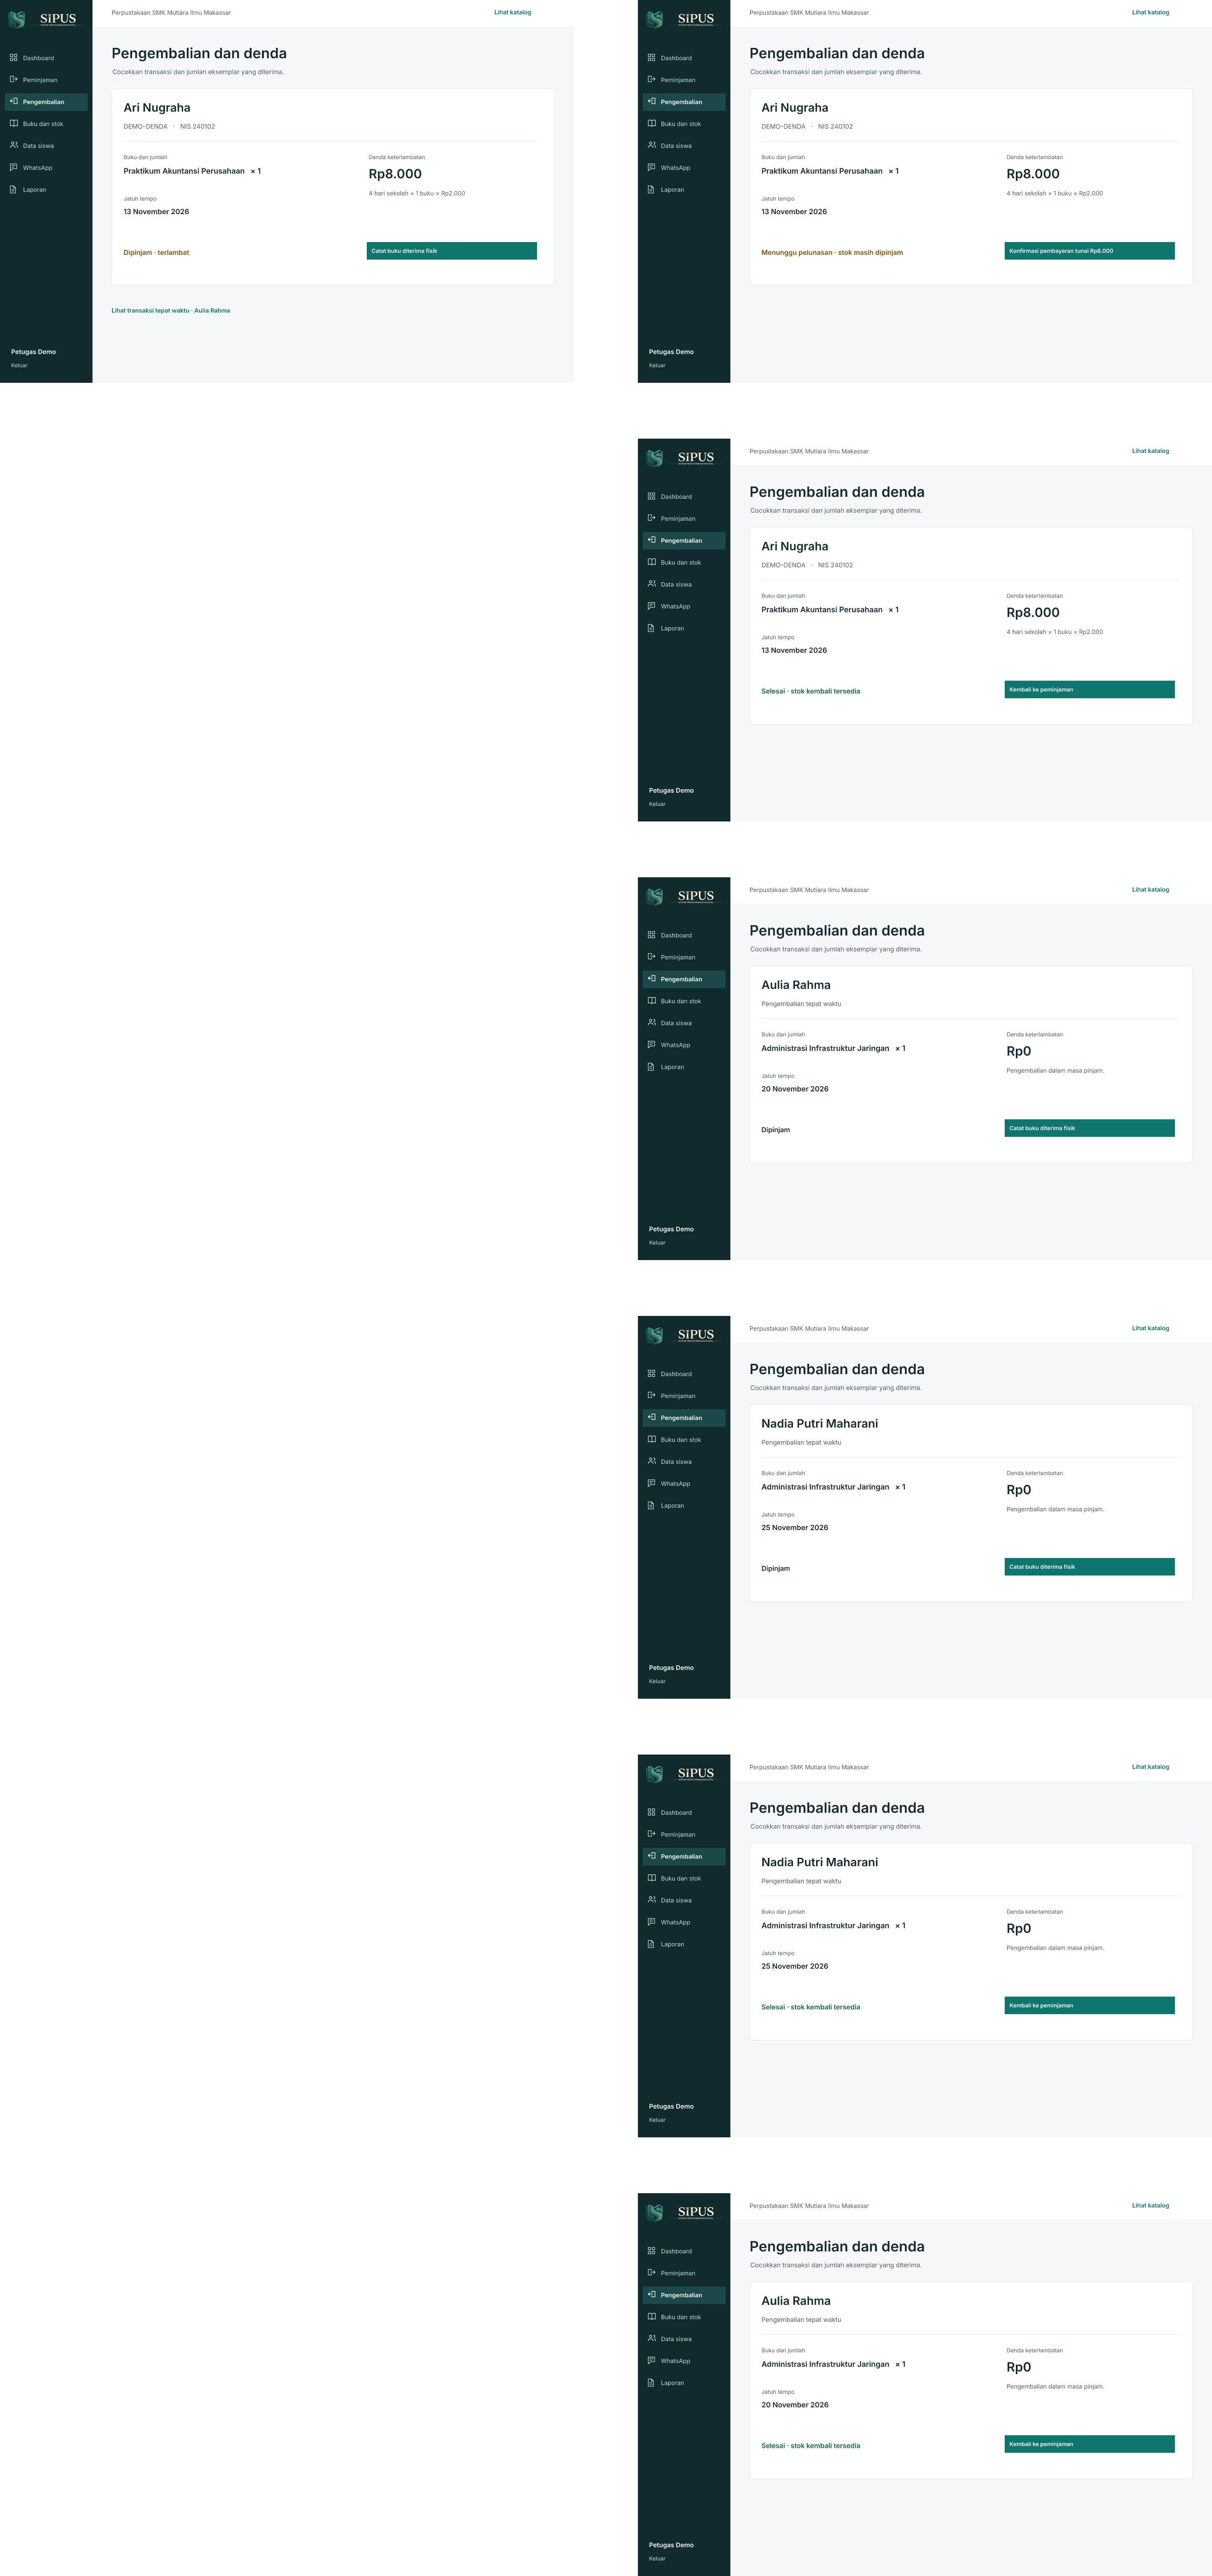 SiPUS
Dashboard
Peminjaman
Pengembalian
Buku dan stok
Data siswa
WhatsApp
Laporan
Petugas Demo
Keluar
Perpustakaan SMK Mutiara Ilmu Makassar
Lihat katalog
Pengembalian dan denda
Cocokkan transaksi dan jumlah eksemplar yang diterima.
Ari Nugraha
DEMO-DENDA · NIS 240102
Buku dan jumlah
Praktikum Akuntansi Perusahaan × 1
Jatuh tempo
13 November 2026
Denda keterlambatan
Rp8.000
4 hari sekolah × 1 buku × Rp2.000
Dipinjam · terlambat
Catat buku diterima fisik
Lihat transaksi tepat waktu · Aulia Rahma
SiPUS
Dashboard
Peminjaman
Pengembalian
Buku dan stok
Data siswa
WhatsApp
Laporan
Petugas Demo
Keluar
Perpustakaan SMK Mutiara Ilmu Makassar
Lihat katalog
Pengembalian dan denda
Cocokkan transaksi dan jumlah eksemplar yang diterima.
Ari Nugraha
DEMO-DENDA · NIS 240102
Buku dan jumlah
Praktikum Akuntansi Perusahaan × 1
Jatuh tempo
13 November 2026
Denda keterlambatan
Rp8.000
4 hari sekolah × 1 buku × Rp2.000
Menunggu pelunasan · stok masih dipinjam
Konfirmasi pembayaran tunai Rp8.000
SiPUS
Dashboard
Peminjaman
Pengembalian
Buku dan stok
Data siswa
WhatsApp
Laporan
Petugas Demo
Keluar
Perpustakaan SMK Mutiara Ilmu Makassar
Lihat katalog
Pengembalian dan denda
Cocokkan transaksi dan jumlah eksemplar yang diterima.
Ari Nugraha
DEMO-DENDA · NIS 240102
Buku dan jumlah
Praktikum Akuntansi Perusahaan × 1
Jatuh tempo
13 November 2026
Denda keterlambatan
Rp8.000
4 hari sekolah × 1 buku × Rp2.000
Selesai · stok kembali tersedia
Kembali ke peminjaman
SiPUS
Dashboard
Peminjaman
Pengembalian
Buku dan stok
Data siswa
WhatsApp
Laporan
Petugas Demo
Keluar
Perpustakaan SMK Mutiara Ilmu Makassar
Lihat katalog
Pengembalian dan denda
Cocokkan transaksi dan jumlah eksemplar yang diterima.
Aulia Rahma
Pengembalian tepat waktu
Buku dan jumlah
Administrasi Infrastruktur Jaringan × 1
Jatuh tempo
20 November 2026
Denda keterlambatan
Rp0
Pengembalian dalam masa pinjam.
Dipinjam
Catat buku diterima fisik
SiPUS
Dashboard
Peminjaman
Pengembalian
Buku dan stok
Data siswa
WhatsApp
Laporan
Petugas Demo
Keluar
Perpustakaan SMK Mutiara Ilmu Makassar
Lihat katalog
Pengembalian dan denda
Cocokkan transaksi dan jumlah eksemplar yang diterima.
Nadia Putri Maharani
Pengembalian tepat waktu
Buku dan jumlah
Administrasi Infrastruktur Jaringan × 1
Jatuh tempo
25 November 2026
Denda keterlambatan
Rp0
Pengembalian dalam masa pinjam.
Dipinjam
Catat buku diterima fisik
SiPUS
Dashboard
Peminjaman
Pengembalian
Buku dan stok
Data siswa
WhatsApp
Laporan
Petugas Demo
Keluar
Perpustakaan SMK Mutiara Ilmu Makassar
Lihat katalog
Pengembalian dan denda
Cocokkan transaksi dan jumlah eksemplar yang diterima.
Nadia Putri Maharani
Pengembalian tepat waktu
Buku dan jumlah
Administrasi Infrastruktur Jaringan × 1
Jatuh tempo
25 November 2026
Denda keterlambatan
Rp0
Pengembalian dalam masa pinjam.
Selesai · stok kembali tersedia
Kembali ke peminjaman
SiPUS
Dashboard
Peminjaman
Pengembalian
Buku dan stok
Data siswa
WhatsApp
Laporan
Petugas Demo
Keluar
Perpustakaan SMK Mutiara Ilmu Makassar
Lihat katalog
Pengembalian dan denda
Cocokkan transaksi dan jumlah eksemplar yang diterima.
Aulia Rahma
Pengembalian tepat waktu
Buku dan jumlah
Administrasi Infrastruktur Jaringan × 1
Jatuh tempo
20 November 2026
Denda keterlambatan
Rp0
Pengembalian dalam masa pinjam.
Selesai · stok kembali tersedia
Kembali ke peminjaman